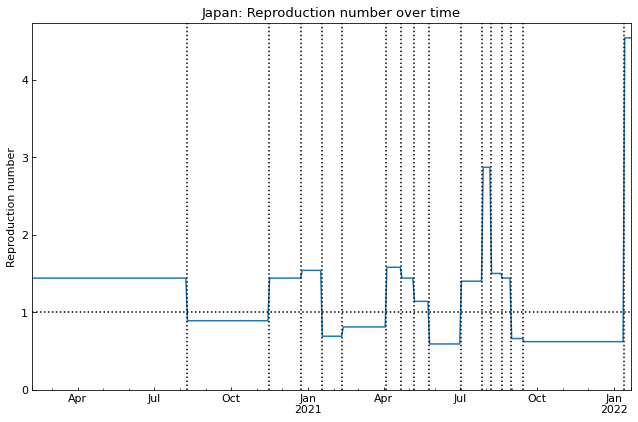 Japan: Reproduction number over time
Reproduction number
4
3
2
1
0
Apr Jul Oct Jan Apr Jul Oct Jan
2021 2022